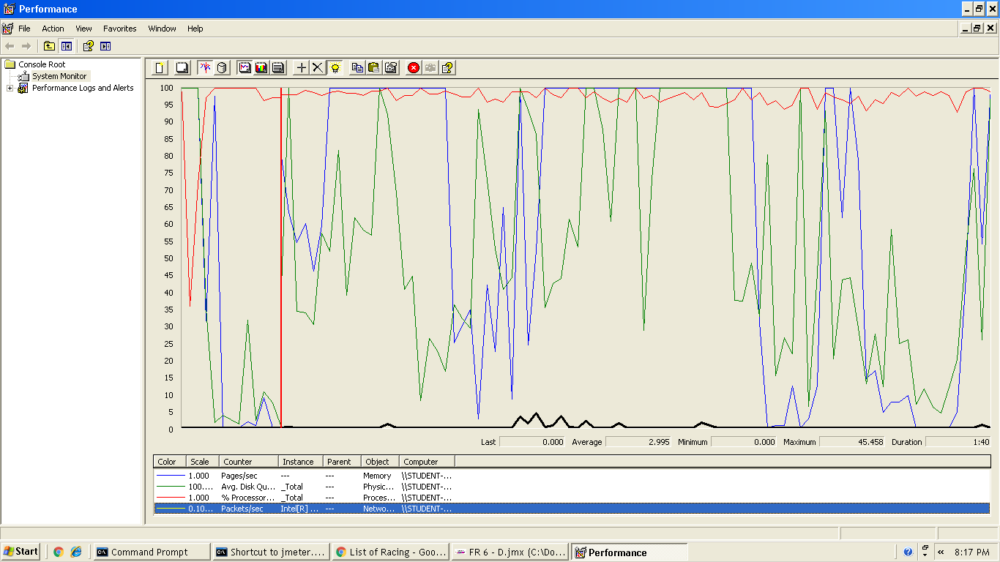 Performance
File Action View Favorites Window Help
Console Root
System Monitor
Performance Logs and Alerts
100
95
90
85
80
75
70
65
60
55
50
45
40
35
30
25
20
15
10
5
0
Last 0.000 Average 2.995 Minimum 0.000 Maximum 45.458 Duration 1:40
Color Scale Counter Instance Parent Object Computer
1.000 Pages/sec --- --- Memory \\STUDENT-...
100.... Avg. Disk Qu... _Total --- Physic... \\STUDENT-...
1.000 % Processor... _Total --- Proces... \\STUDENT-...
0.10... Packets/sec Intel[R] ... --- Netwo... \\STUDENT-...
Start Command Prompt Shortcut to jmeter.... List of Racing - Goo... FR 6 - D.jmx (C:\Do... Performance 8:17 PM